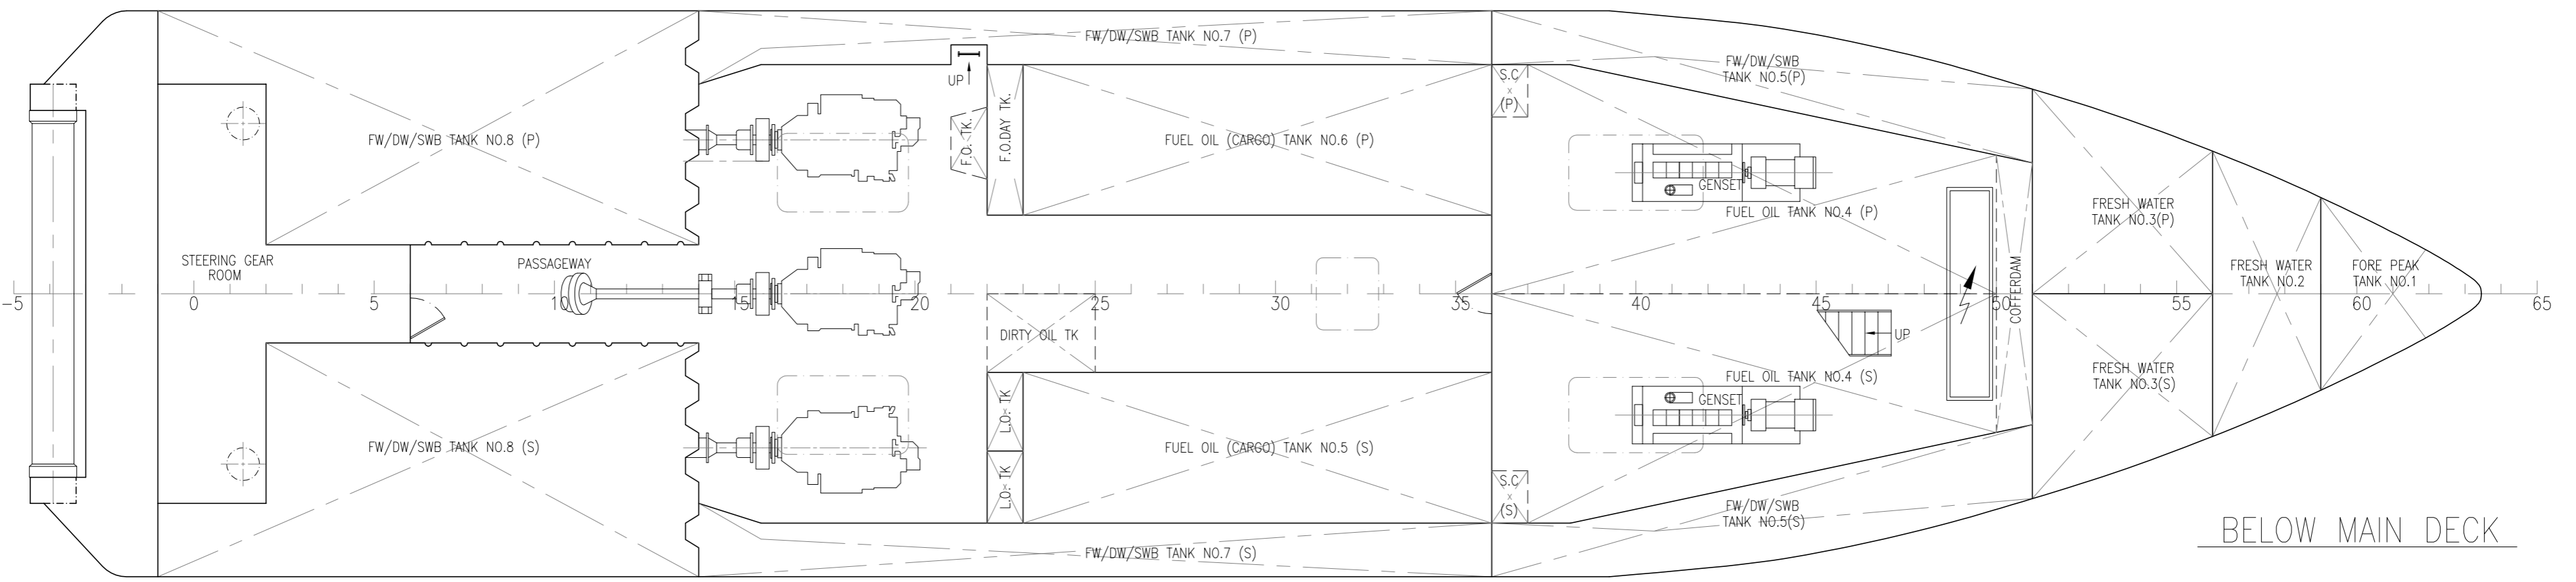 FW/DW/SWB TANK NO.7 (P)
FW/DW/SWB
TANK NO.5(P)
UP
S.C
(P)
F.O. TK.
F.O.DAY TK.
FW/DW/SWB TANK NO.8 (P)
FUEL OIL (CARGO) TANK NO.6 (P)
GENSET
FUEL OIL TANK NO.4 (P)
FRESH WATER
TANK NO.3(P)
STEERING GEAR
ROOM
PASSAGEWAY
COFFERDAM
FRESH WATER
TANK NO.2
FORE PEAK
TANK NO.1
-5 0 5 10 15 20 25 30 35 40 45 50 55 60 65
DIRTY OIL TK
UP
FUEL OIL TANK NO.4 (S)
FRESH WATER
TANK NO.3(S)
GENSET
L.O. TK
L.O. TK
FW/DW/SWB TANK NO.8 (S)
FUEL OIL (CARGO) TANK NO.5 (S)
S.C
(S)
FW/DW/SWB
TANK NO.5(S)
FW/DW/SWB TANK NO.7 (S)
BELOW MAIN DECK